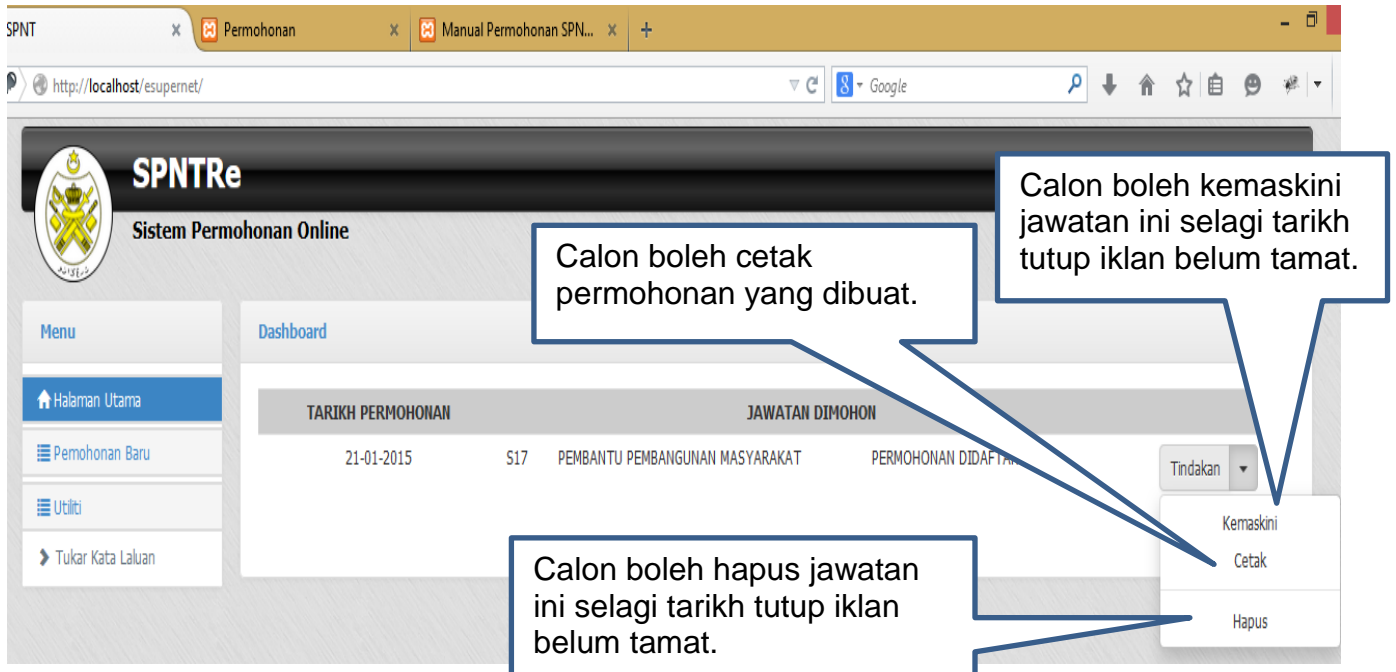 SPNT
Permohonan
Manual Permohonan SPN...
http://localhost/esupernet/
Google
SPNTRe
Sistem Permohonan Online
Calon boleh kemaskini
jawatan ini selagi tarikh
tutup iklan belum tamat.
Calon boleh cetak
permohonan yang dibuat.
Menu
Dashboard
Halaman Utama
TARIKH PERMOHONAN JAWATAN DIMOHON
Pemohonan Baru
21-01-2015 S17 PEMBANTU PEMBANGUNAN MASYARAKAT PERMOHONAN
Tindakan
Utiliti
Kemaskini
Tukar Kata Laluan
Cetak
Calon boleh hapus jawatan
ini selagi tarikh tutup iklan
belum tamat.
Hapus